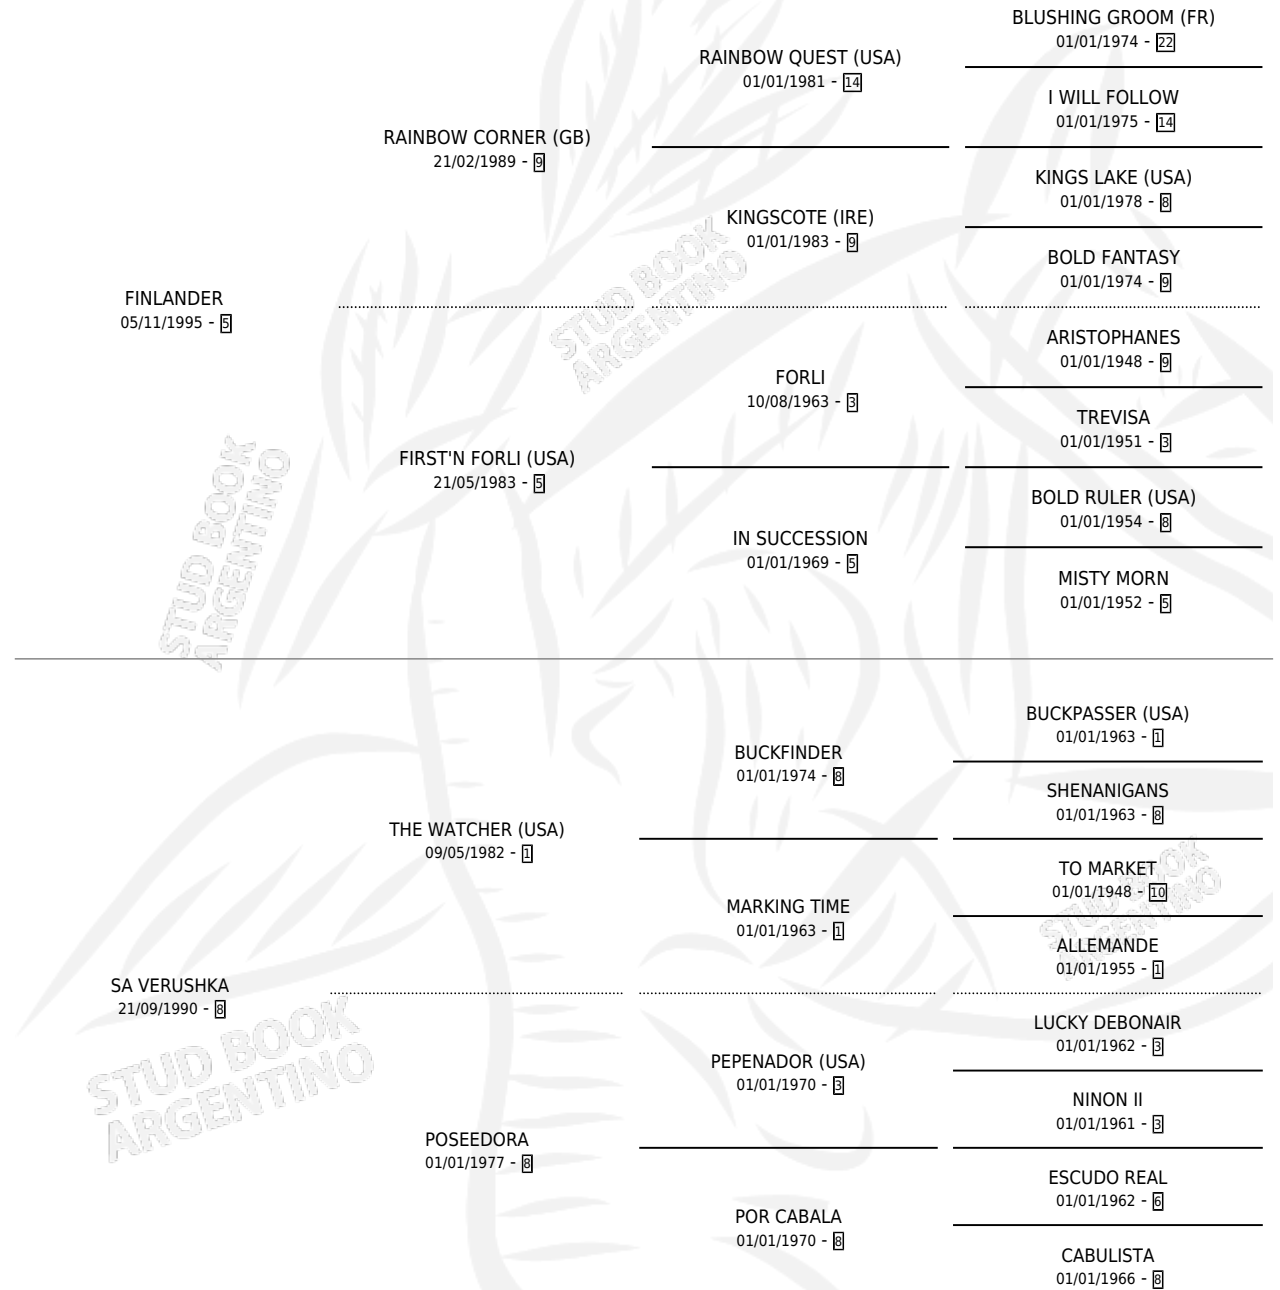 BLUSHING GROOM (FR)
01/01/1974 - 22
RAINBOW QUEST (USA)
01/01/1981 - 14
I WILL FOLLOW
01/01/1975 - 14
RAINBOW CORNER (GB)
21/02/1989 - 9
KINGS LAKE (USA)
01/01/1978 - 8
KINGSCOTE (IRE)
01/01/1983 - 9
BOLD FANTASY
01/01/1974 - 9
FINLANDER
05/11/1995 - 5
ARISTOPHANES
01/01/1948 - 9
FORLI
10/08/1963 - 3
TREVISA
01/01/1951 - 3
FIRST'N FORLI (USA)
21/05/1983 - 5
BOLD RULER (USA)
01/01/1954 - 8
IN SUCCESSION
01/01/1969 - 5
MISTY MORN
01/01/1952 - 5
BUCKPASSER (USA)
01/01/1963 - 1
BUCKFINDER
01/01/1974 - 8
SHENANIGANS
01/01/1963 - 8
THE WATCHER (USA)
09/05/1982 - 1
TO MARKET
01/01/1948 - 10
MARKING TIME
01/01/1963 - 1
ALLEMANDE
01/01/1955 - 1
SA VERUSHKA
21/09/1990 - 8
LUCKY DEBONAIR
01/01/1962 - 3
PEPENADOR (USA)
01/01/1970 - 3
NINON II
01/01/1961 - 3
POSEEDORA
01/01/1977 - 8
ESCUDO REAL
01/01/1962 - 6
POR CABALA
01/01/1970 - 8
CABULISTA
01/01/1966 - 8
STUD BOOK
ARGENTINO
STUD BOOK
ARGENTINO
STUD BOOK
ARGENTINO
STUD BOOK
ARGENTINO